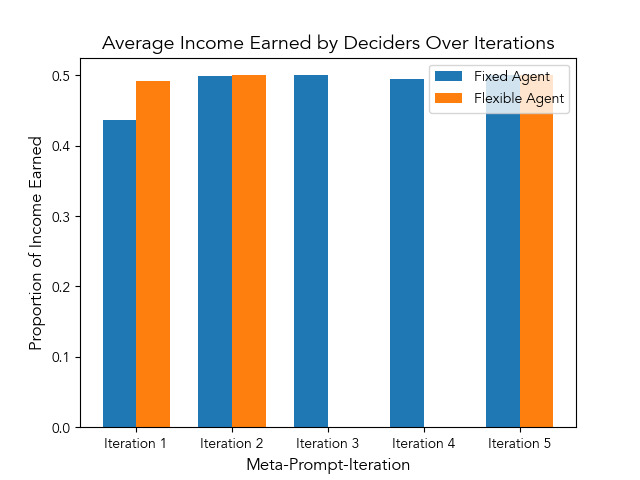 Average Income Earned by Deciders Over Iterations
Fixed Agent
Flexible Agent
Proportion of Income Earned
0.5
0.4
0.3
0.2
0.1
0.0
Iteration 1
Iteration 2
Iteration 3
Iteration 4
Iteration 5
Meta-Prompt-Iteration